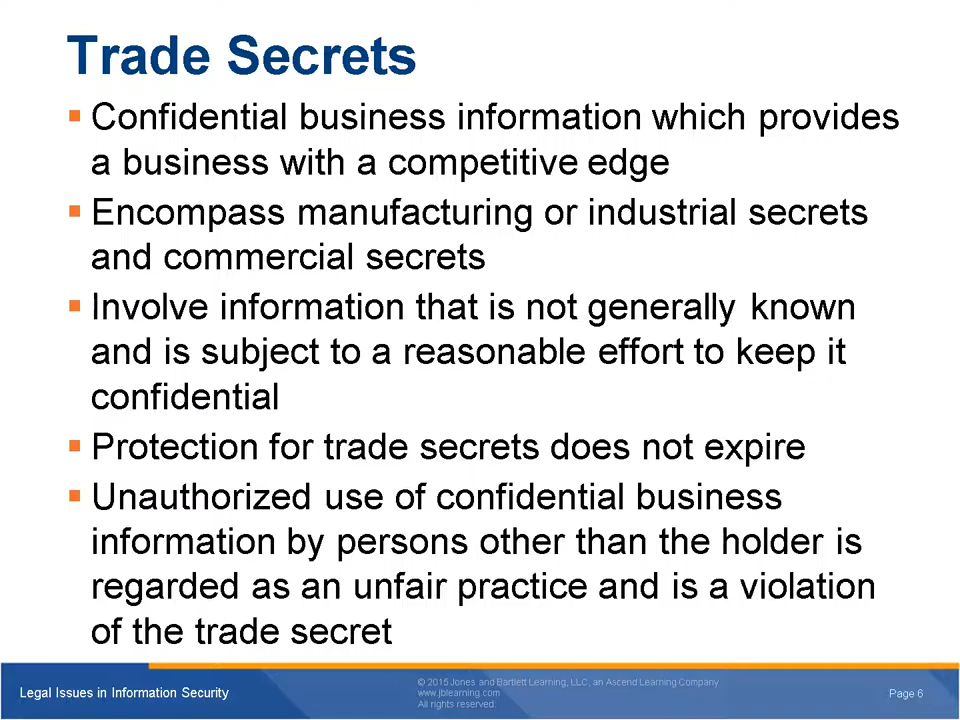 Trade Secrets
▪ Confidential business information which provides
a business with a competitive edge
▪ Encompass manufacturing or industrial secrets
and commercial secrets
▪ Involve information that is not generally known
and is subject to a reasonable effort to keep it
confidential
▪ Protection for trade secrets does not expire
▪ Unauthorized use of confidential business
information by persons other than the holder is
regarded as an unfair practice and is a violation
of the trade secret
Legal Issues in Information Security
© 2015 Jones and Bartlett Learning, LLC, an Ascend Learning Company
www.jblearning.com
All rights reserved.
Page 6